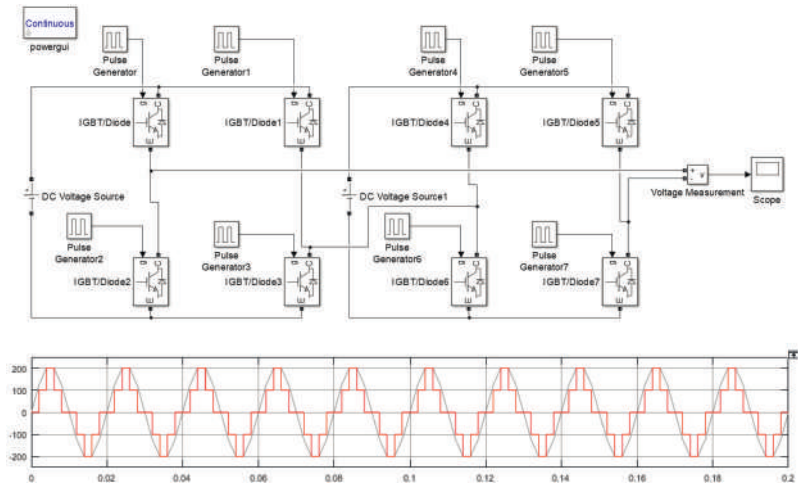 Continuous
powergui
Pulse
Generator
Pulse
Generator1
Pulse
Generator4
Pulse
Generator5
g
C
E
IGBT/Diode
g
C
E
IGBT/Diode1
g
C
E
IGBT/Diode4
g
C
E
IGBT/Diode5
+
DC Voltage Source
+
DC Voltage Source1
+
-
v
Voltage Measurement
Scope
Pulse
Generator2
Pulse
Generator3
Pulse
Generator6
Pulse
Generator7
g
C
E
IGBT/Diode2
g
C
E
IGBT/Diode3
g
C
E
IGBT/Diode6
g
C
E
IGBT/Diode7
200
100
0
-100
-200
0 0.02 0.04 0.06 0.08 0.1 0.12 0.14 0.16 0.18 0.2